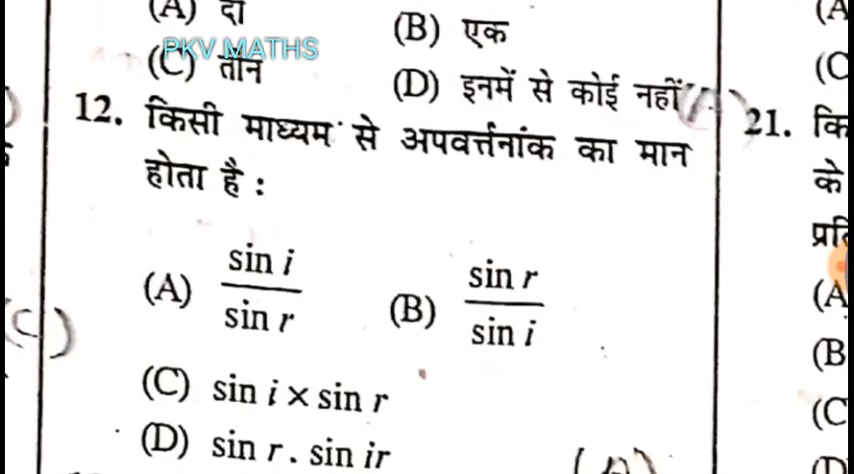 (A) दो
(B) एक
PKV MATHS
(C) तीन
(D) इनमें से कोई नहीं
12. किसी माध्यम से अपवर्त्तनांक का मान
होता है :
(A) sin i / sin r
(B) sin r / sin i
(C) sin i × sin r
(D) sin r . sin ir
(C)
(A)
21. कि
के
प्रति
(A
(C
(A
(B
(C